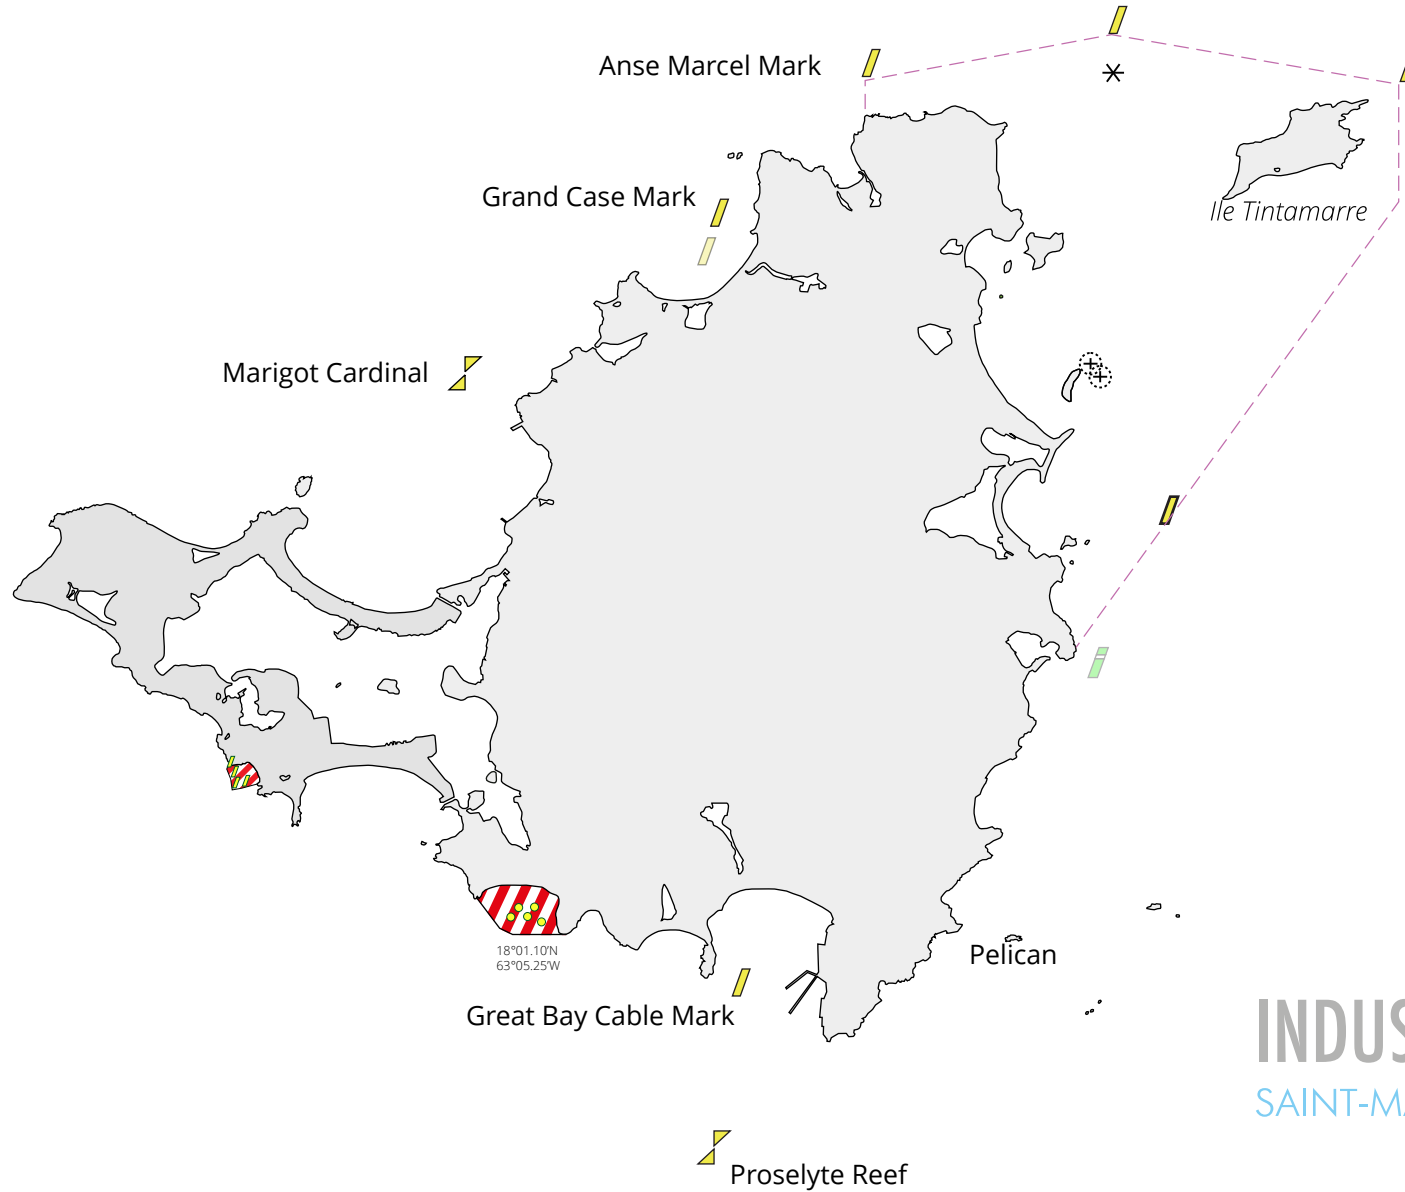 Anse Marcel Mark
Grand Case Mark
Ile Tintamarre
Marigot Cardinal
18°01.10'N
63°05.25'W
Pelican
Great Bay Cable Mark
INDUS
SAINT-MA
Proselyte Reef